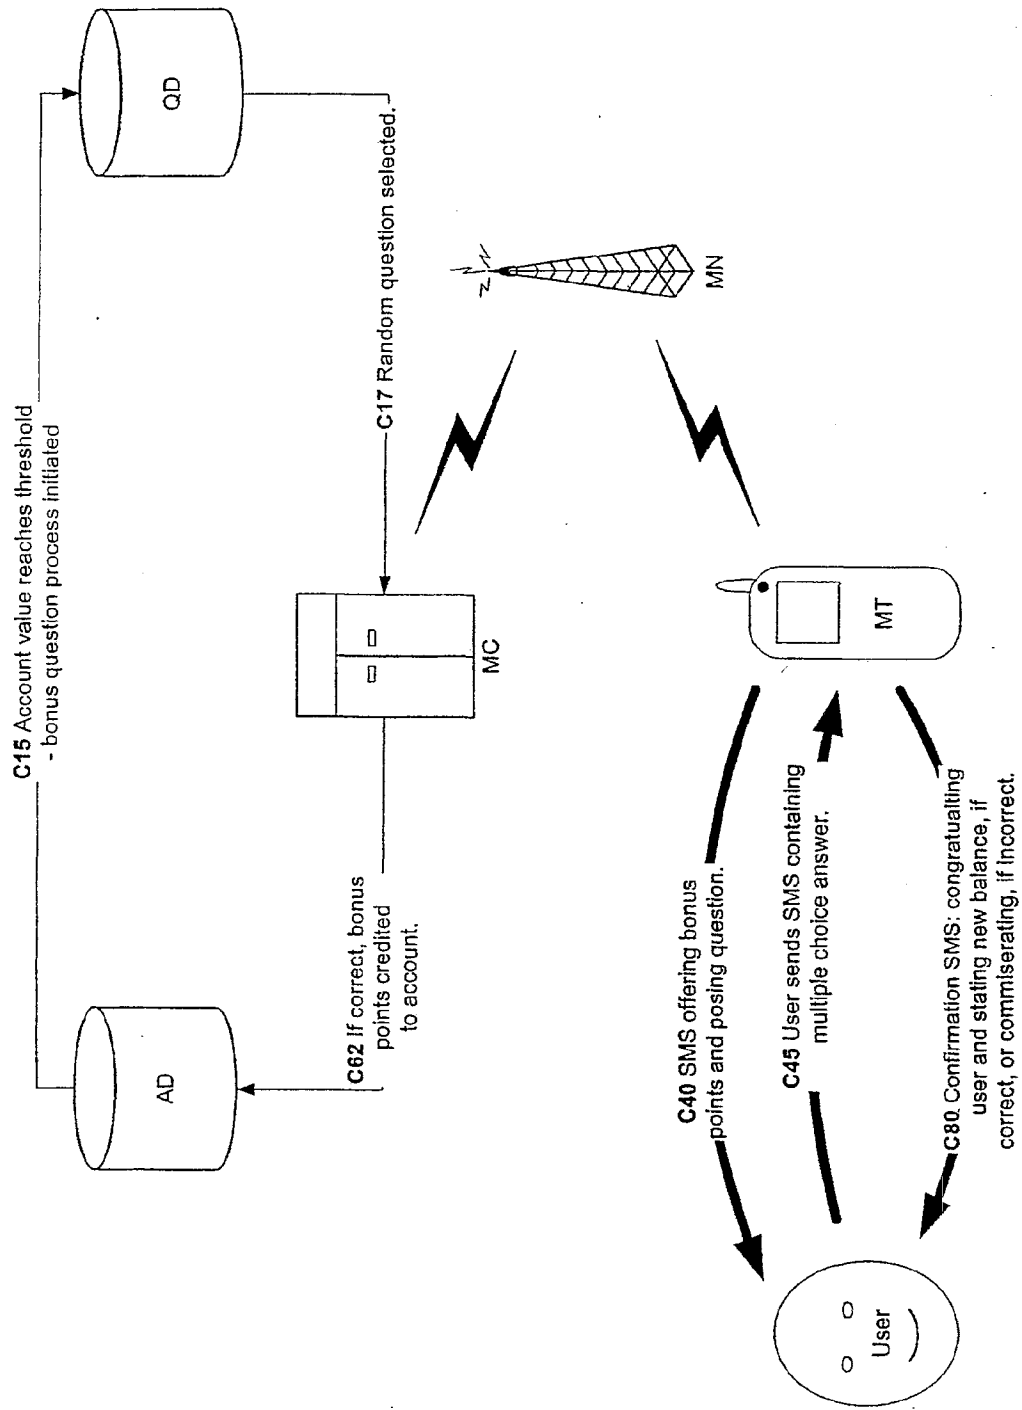 C15 Account value reaches threshold
- bonus question process initiated
AD
QD
C62 If correct, bonus
points credited
to account.
C17 Random question selected.
MC
MN
C40 SMS offering bonus
points and posing question.
C45 User sends SMS containing
multiple choice answer.
MT
User
C80 Confirmation SMS: congratualting
user and stating new balance, if
correct, or commiserating, if incorrect.